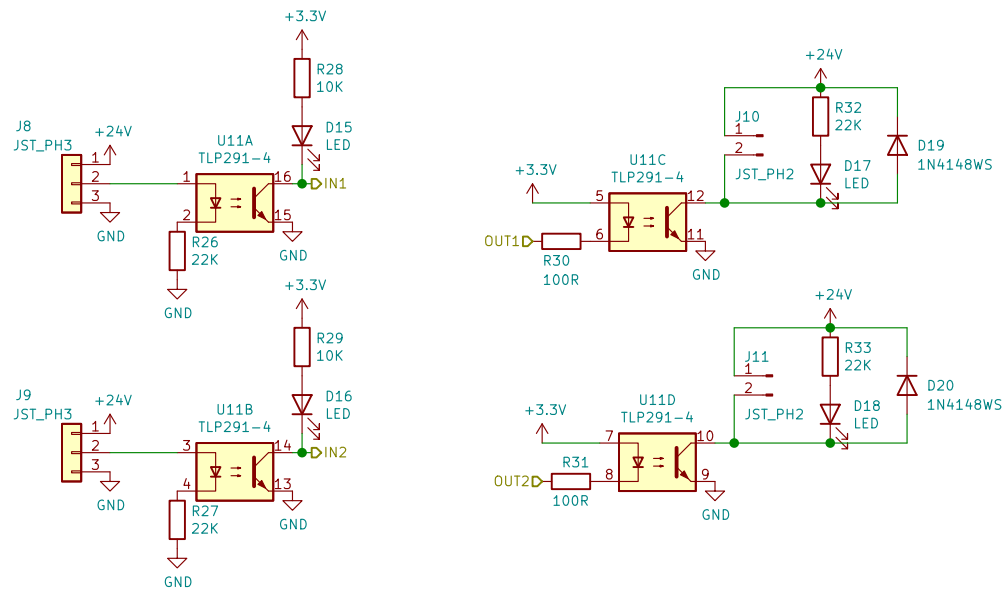 +3.3V
R28
10K
J8
JST_PH3
+24V
1
2
3
GND
U11A
TLP291-4
1
2
16
15
D15
LED
IN1
GND
R26
22K
GND
+3.3V
R29
10K
J9
JST_PH3
+24V
1
2
3
GND
U11B
TLP291-4
3
4
14
13
D16
LED
IN2
GND
R27
22K
GND
+24V
J10
1
2
JST_PH2
R32
22K
D17
LED
D19
1N4148WS
+3.3V
U11C
TLP291-4
5
6
12
11
OUT1
R30
100R
GND
+24V
J11
1
2
JST_PH2
R33
22K
D18
LED
D20
1N4148WS
+3.3V
U11D
TLP291-4
7
8
10
9
OUT2
R31
100R
GND